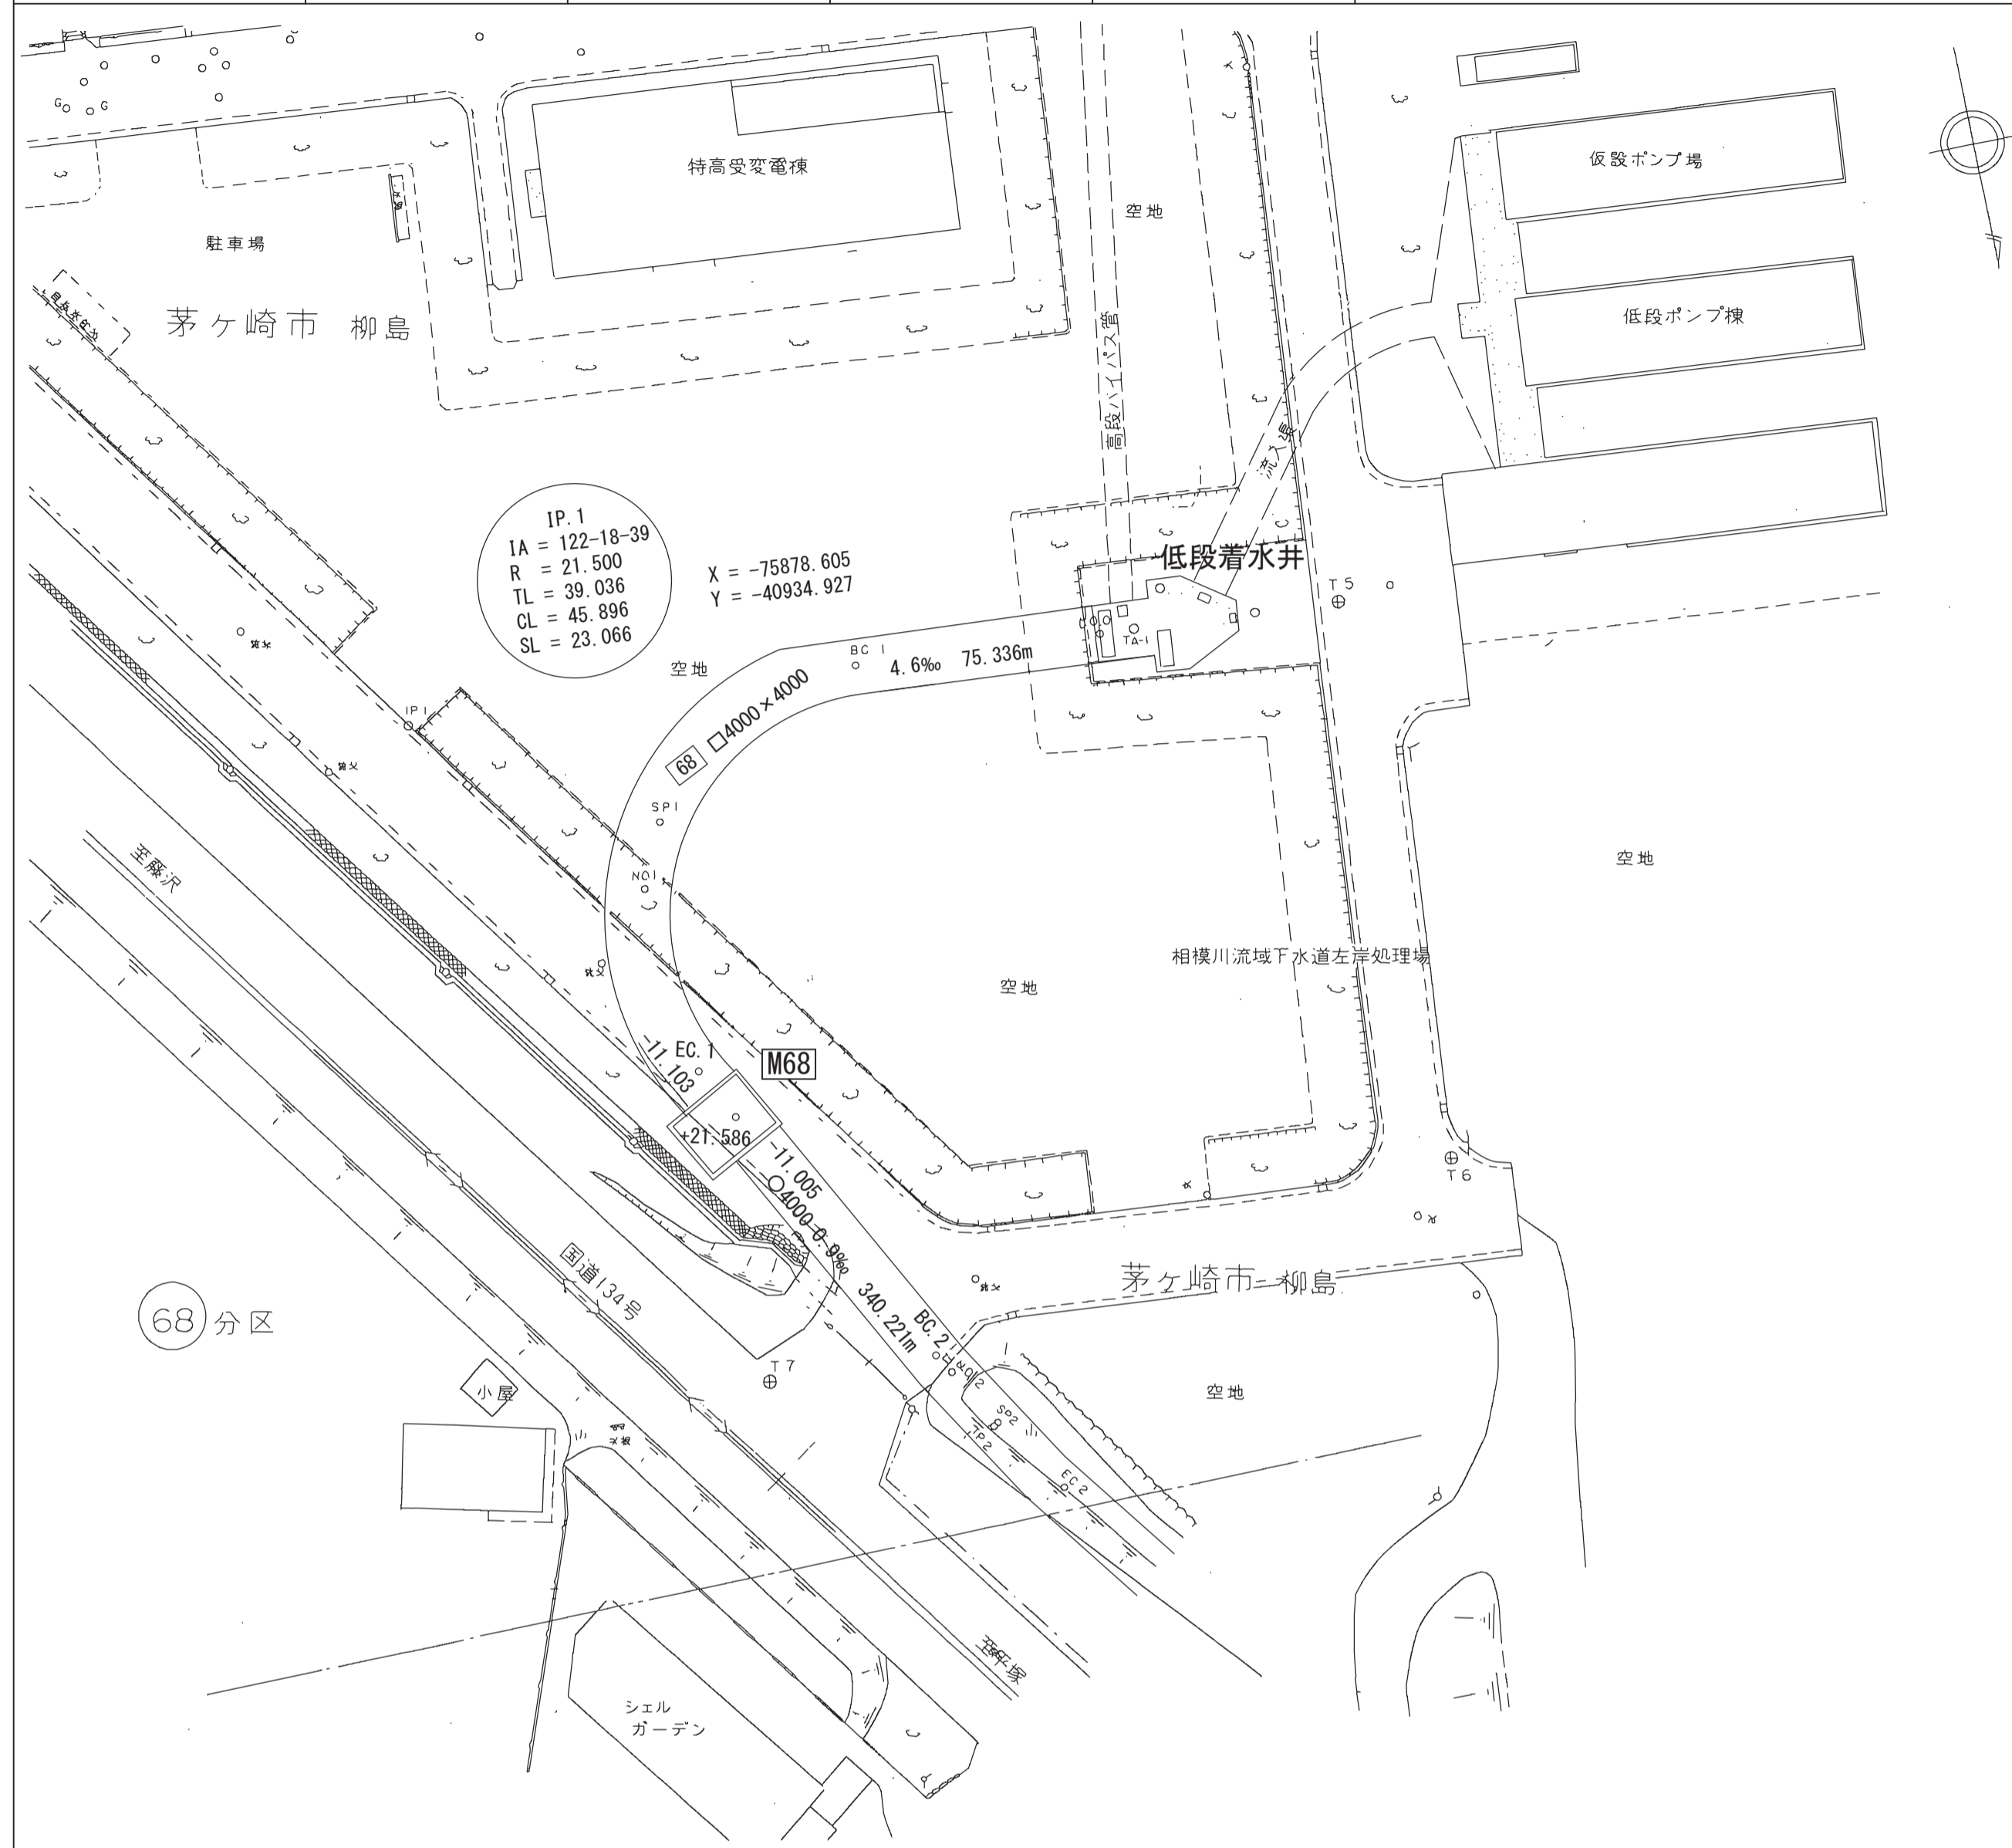 G
G
特高受変電棟
仮設ポンプ場
空地
駐車場
茅ヶ崎市 柳島
低段ポンプ棟
高段バイパス管
流入渠
IP.1
IA = 122-18-39
R = 21.500
TL = 39.036
CL = 45.896
SL = 23.066
X = -75878.605
Y = -40934.927
低段着水井
T5
TA-1
BC 1
4.6‰ 75.336m
空地
□4000×4000
68
IP1
SP1
NO1
至藤沢
空地
相模川流域下水道左岸処理場
空地
EC.1
-11.103
M68
+21.586
-11.005
○4000 0.9‰ 340.221m
T6
国道134号
茅ヶ崎市 柳島
68 分区
BC.2
NO2
T7
小屋
空地
SP2
IP2
EC2
至平塚
シェル
ガーデン